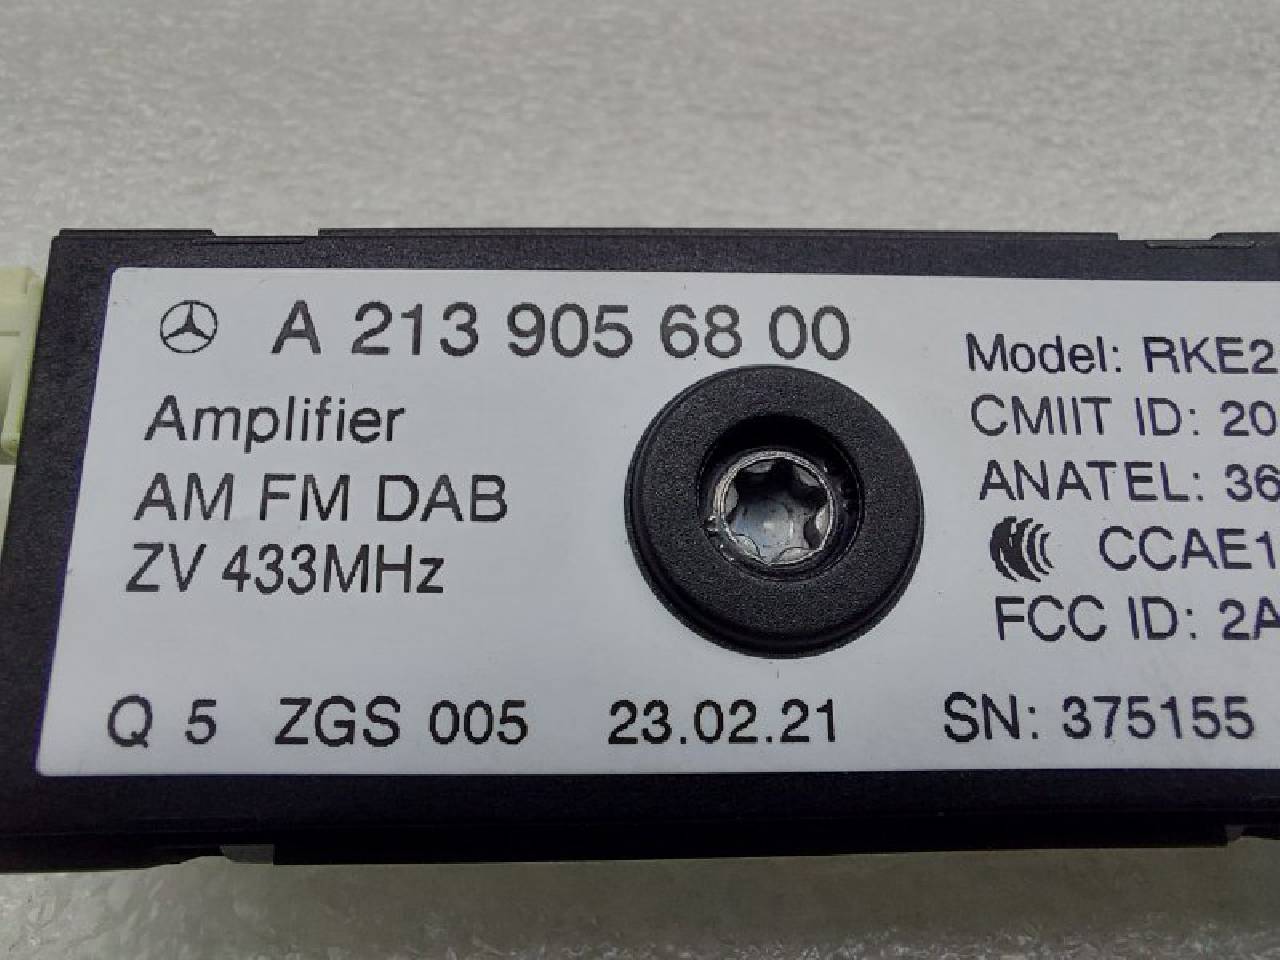 A 213 905 68 00
Amplifier
AM FM DAB
ZV 433MHz
Q 5 ZGS 005 23.02.21
Model: RKE2
CMIIT ID: 20
ANATEL: 36
CCAE1
FCC ID: 2A
SN: 375155